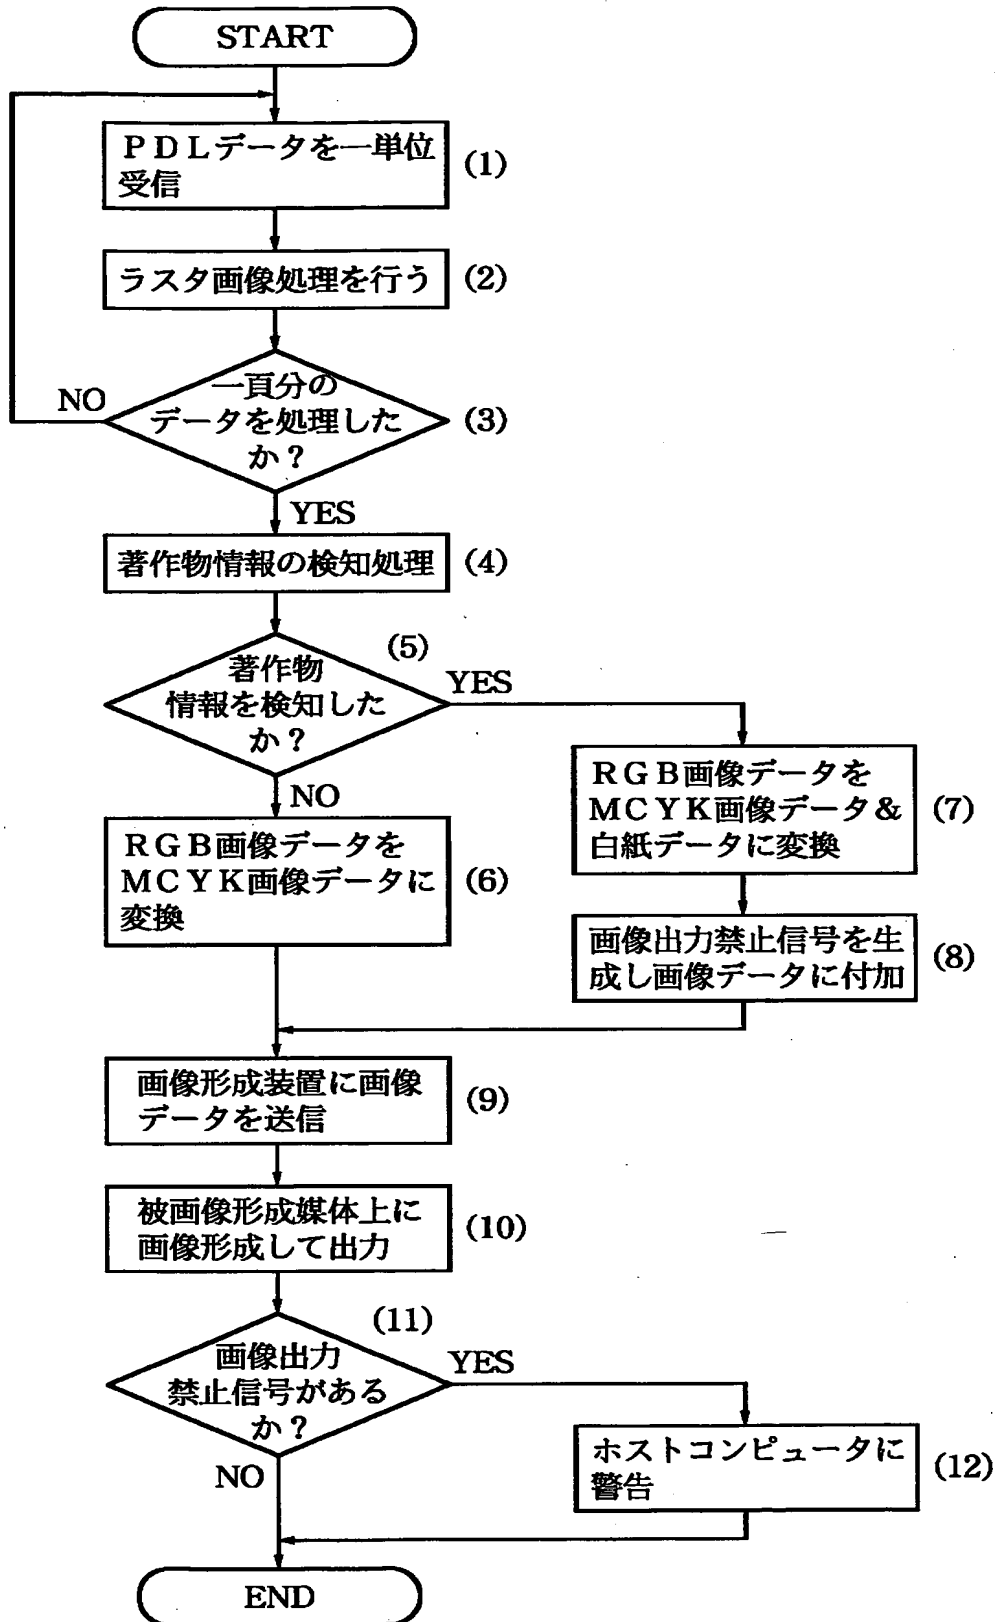 START
PDLデータを一単位
受信
(1)
ラスタ画像処理を行う
(2)
一頁分の
データを処理した
か?
(3)
NO
YES
著作物情報の検知処理
(4)
著作物
情報を検知した
か?
(5)
YES
NO
RGB画像データを
MCYK画像データに
変換
(6)
RGB画像データを
MCYK画像データ&
白紙データに変換
(7)
画像出力禁止信号を生
成し画像データに付加
(8)
画像形成装置に画像
データを送信
(9)
被画像形成媒体上に
画像形成して出力
(10)
画像出力
禁止信号がある
か?
(11)
YES
NO
ホストコンピュータに
警告
(12)
END